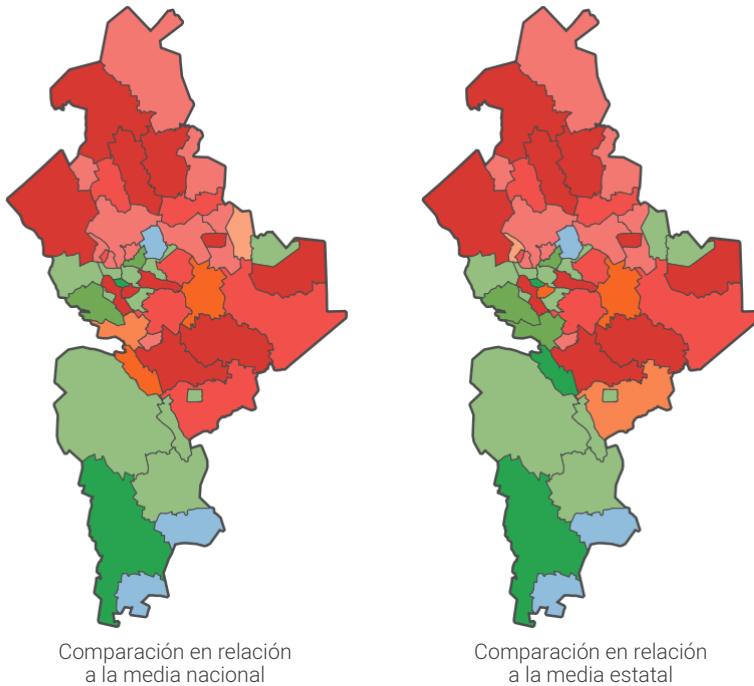 Comparación en relación
a la media nacional
Comparación en relación
a la media estatal